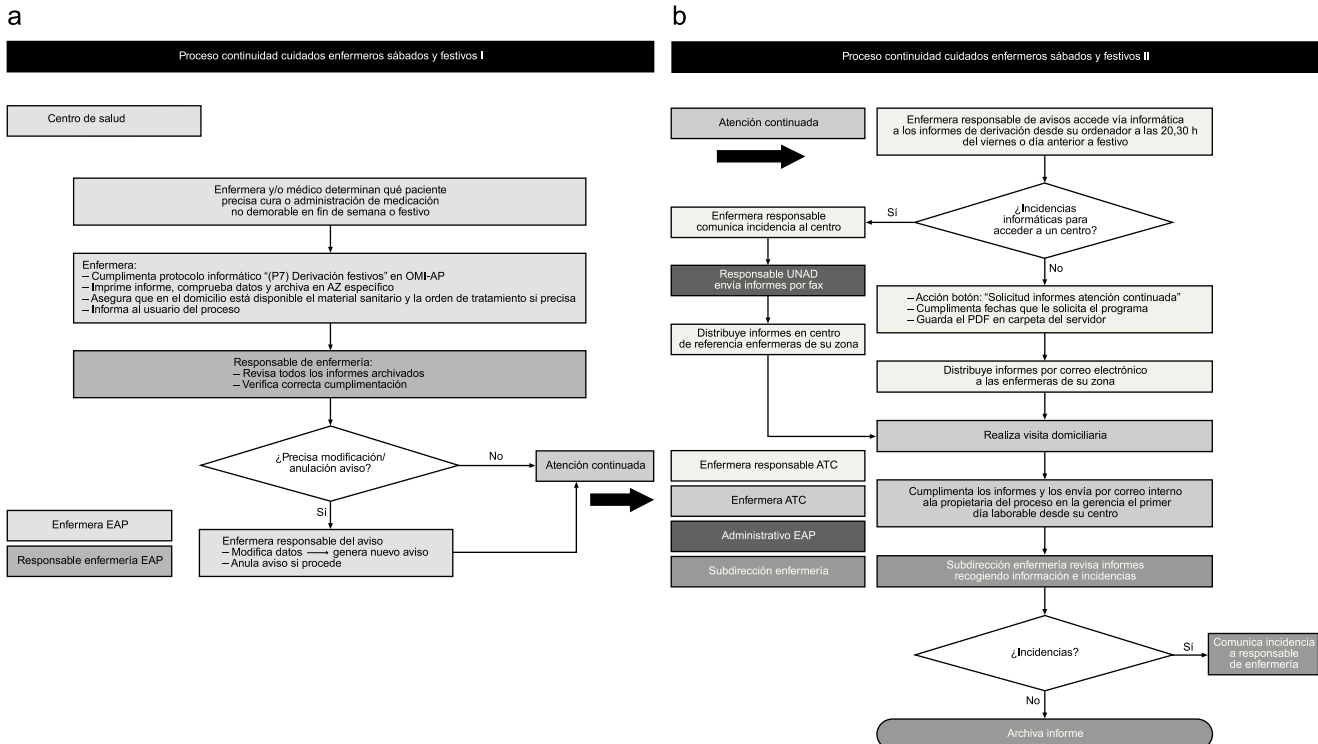 a
Proceso continuidad cuidados enfermeros sábados y festivos I
Centro de salud
Enfermera y/o médico determinan qué paciente
precisa cura o administración de medicación
no demorable en fin de semana o festivo
Enfermera:
– Cumplimenta protocolo informático “(P7) Derivación festivos” en OMI-AP
– Imprime informe, comprueba datos y archiva en AZ específico
– Asegura que en el domicilio está disponible el material sanitario y la orden de tratamiento si precisa
– Informa al usuario del proceso
Responsable de enfermería:
– Revisa todos los informes archivados
– Verifica correcta cumplimentación
¿Precisa modificación/
anulación aviso?
No
Atención continuada
Sí
Enfermera responsable del aviso
– Modifica datos → genera nuevo aviso
– Anula aviso si procede
Enfermera EAP
Responsable enfermería EAP
b
Proceso continuidad cuidados enfermeros sábados y festivos II
Atención continuada
Enfermera responsable de avisos accede vía informática
a los informes de derivación desde su ordenador a las 20,30 h
del viernes o día anterior a festivo
¿Incidencias
informáticas para
acceder a un centro?
Sí
Enfermera responsable
comunica incidencia al centro
Responsable UNAD
envía informes por fax
Distribuye informes en centro
de referencia enfermeras de su zona
No
– Acción botón: “Solicitud informes atención continuada”
– Cumplimenta fechas que le solicita el programa
– Guarda el PDF en carpeta del servidor
Distribuye informes por correo electrónico
a las enfermeras de su zona
Realiza visita domiciliaria
Cumplimenta los informes y los envía por correo interno
ala propietaria del proceso en la gerencia el primer
día laborable desde su centro
Subdirección enfermería revisa informes
recogiendo información e incidencias
¿Incidencias?
Sí
Comunica incidencia
a responsable
de enfermería
No
Archiva informe
Enfermera responsable ATC
Enfermera ATC
Administrativo EAP
Subdirección enfermería